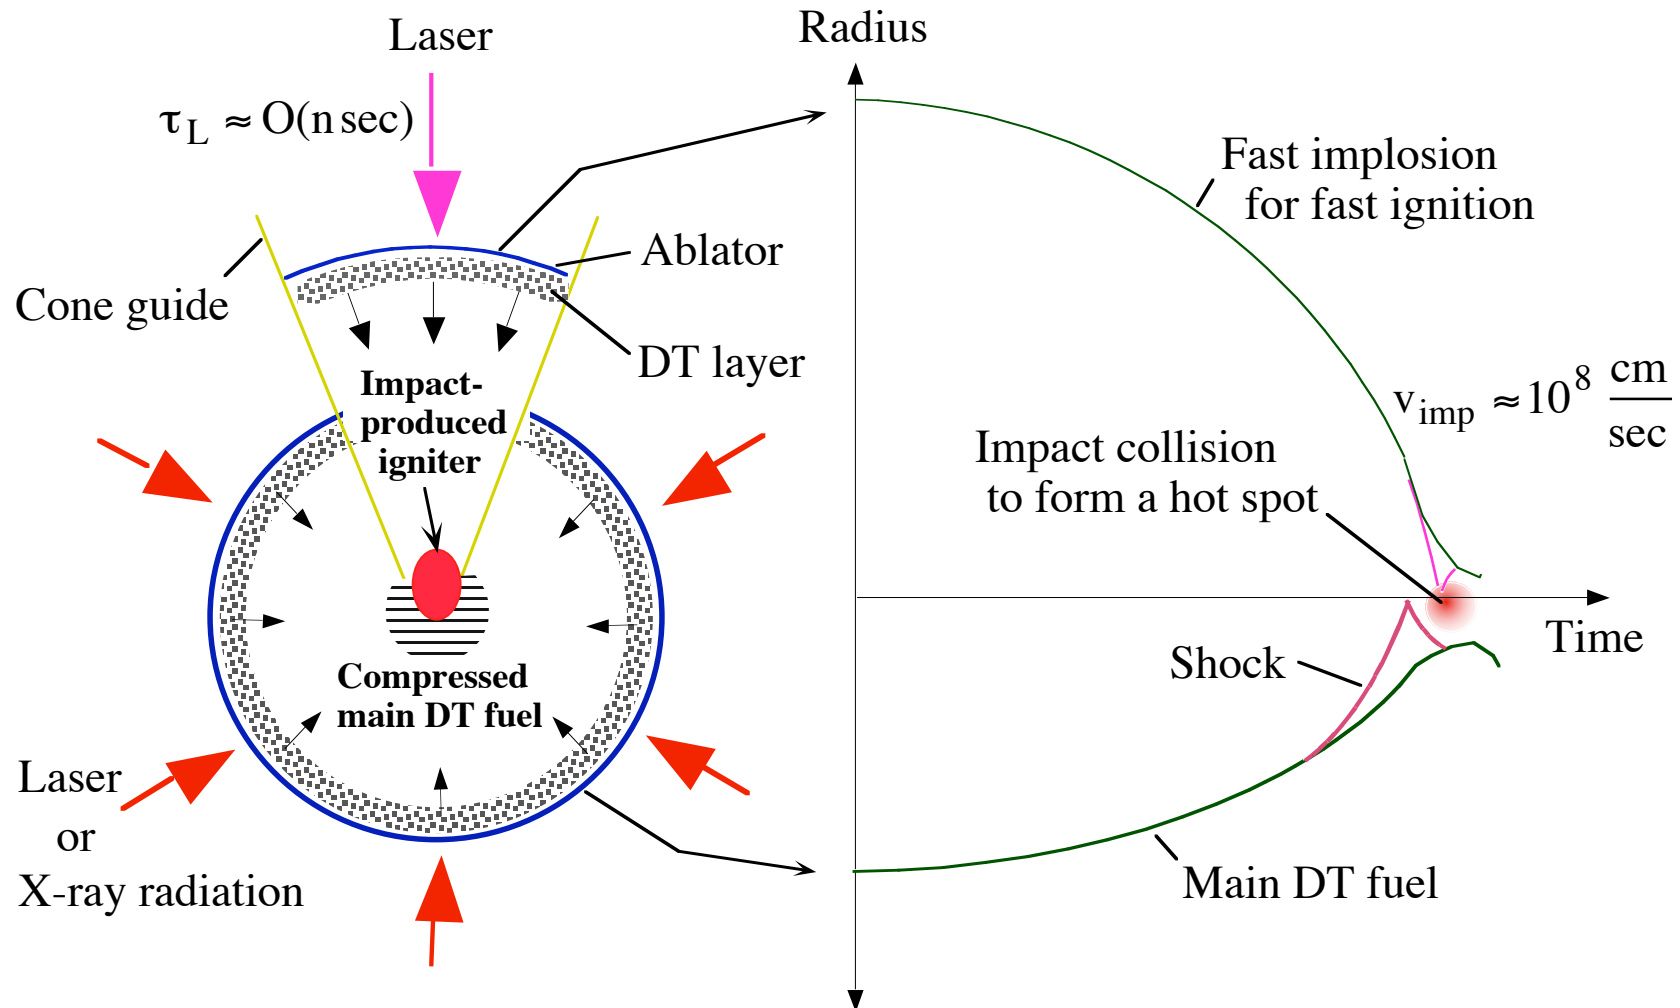 Laser
τL ≈ O(n sec)
Cone guide
Ablator
DT layer
Impact-
produced
igniter
Compressed
main DT fuel
Laser
or
X-ray radiation
Radius
Fast implosion
for fast ignition
vimp ≈ 10⁸ cm
sec
Impact collision
to form a hot spot
Time
Shock
Main DT fuel